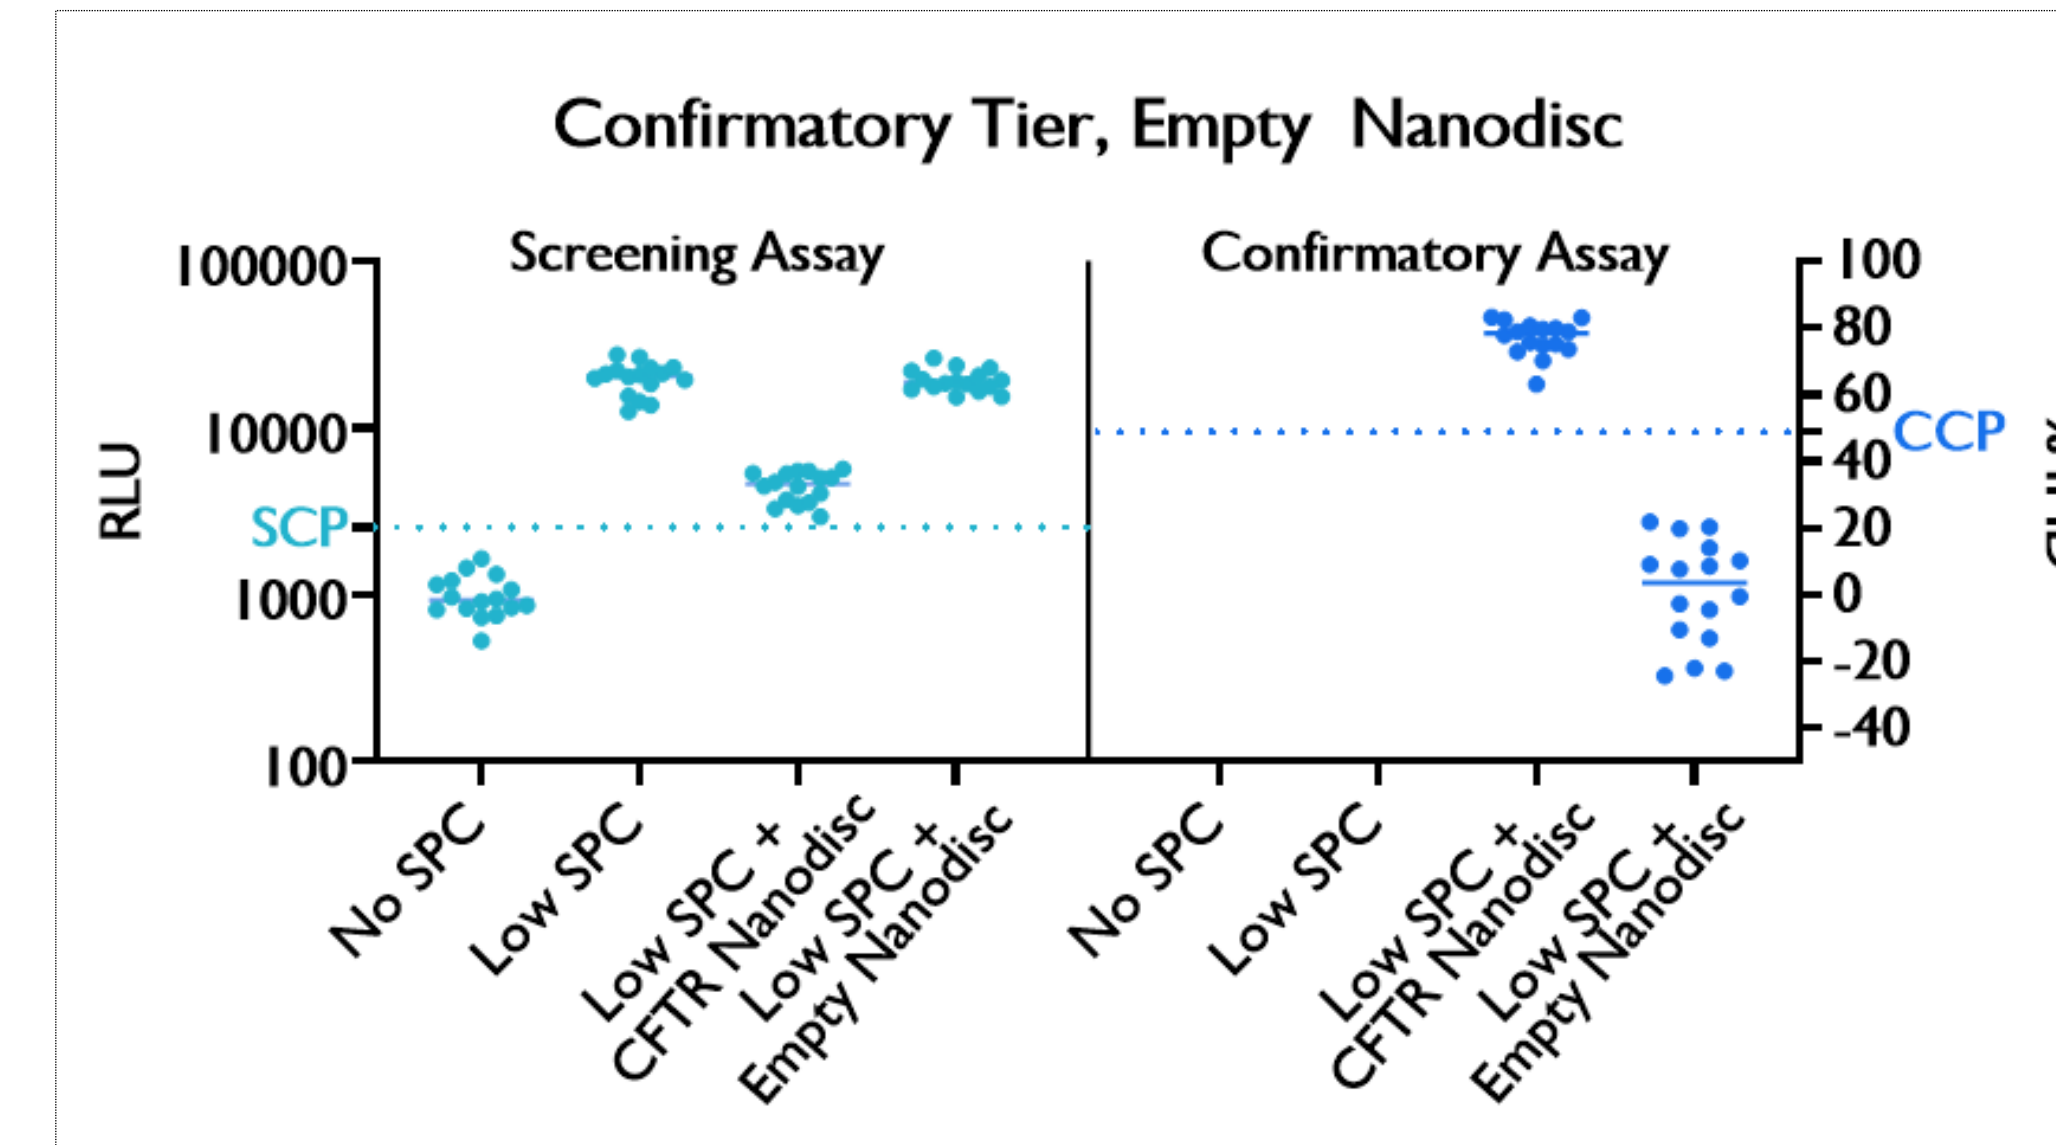 Confirmatory Tier, Empty Nanodisc
Screening Assay
Confirmatory Assay
RLU
100000
10000
SCP
1000
100
100
80
60
CCP
40
20
0
-20
-40
No SPC
Low SPC
Low SPC +
CFTR Nanodisc
Low SPC +
Empty Nanodisc
No SPC
Low SPC
Low SPC +
CFTR Nanodisc
Low SPC +
Empty Nanodisc